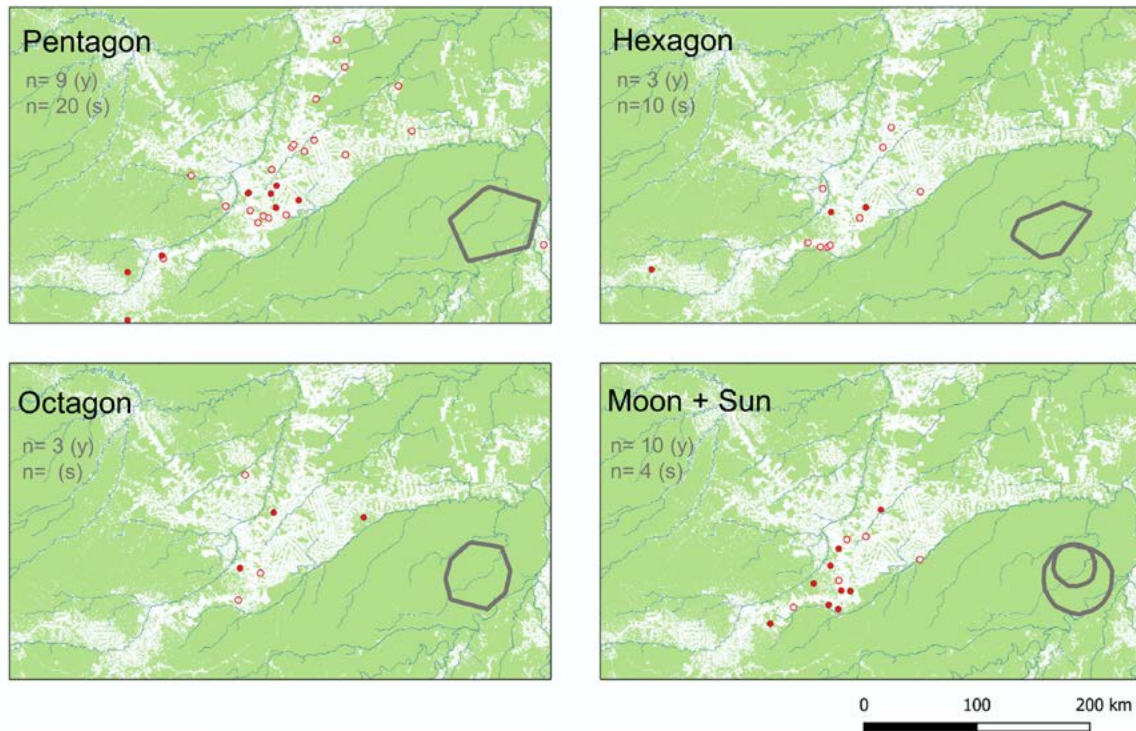 Pentagon
n= 9 (y)
n= 20 (s)
Hexagon
n= 3 (y)
n=10 (s)
Octagon
n= 3 (y)
n= (s)
Moon + Sun
n= 10 (y)
n= 4 (s)
0 100 200 km